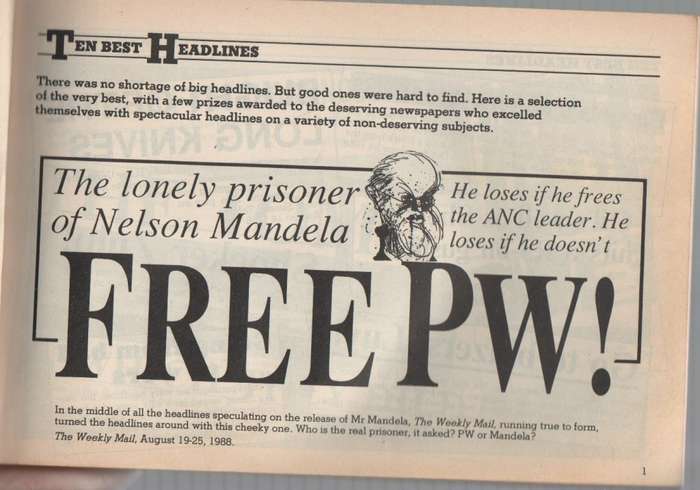 TEN BEST HEADLINES
There was no shortage of big headlines. But good ones were hard to find. Here is a selection
of the very best, with a few prizes awarded to the deserving newspapers who excelled
themselves with spectacular headlines on a variety of non-deserving subjects.
The lonely prisoner
of Nelson Mandela
He loses if he frees
the ANC leader. He
loses if he doesn't
FREE PW!
In the middle of all the headlines speculating on the release of Mr Mandela, The Weekly Mail, running true to form,
turned the headlines around with this cheeky one. Who is the real prisoner, it asked? PW or Mandela?
The Weekly Mail, August 19-25, 1988.
1